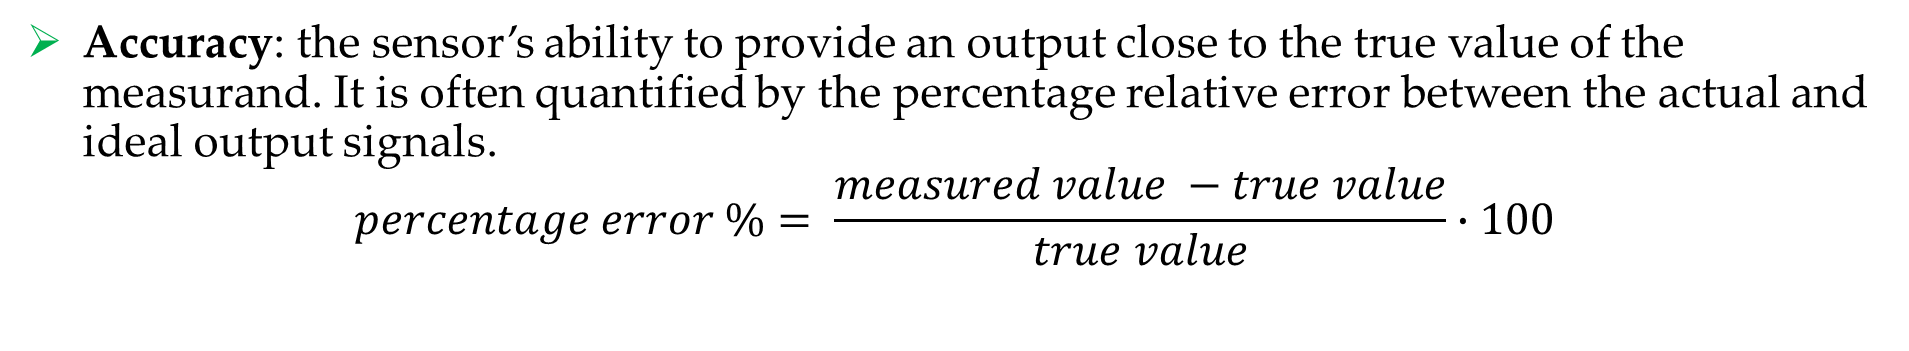 ➢ Accuracy: the sensor’s ability to provide an output close to the true value of the
measurand. It is often quantified by the percentage relative error between the actual and
ideal output signals.
percentage error % = \frac{measured value − true value}{true value} · 100